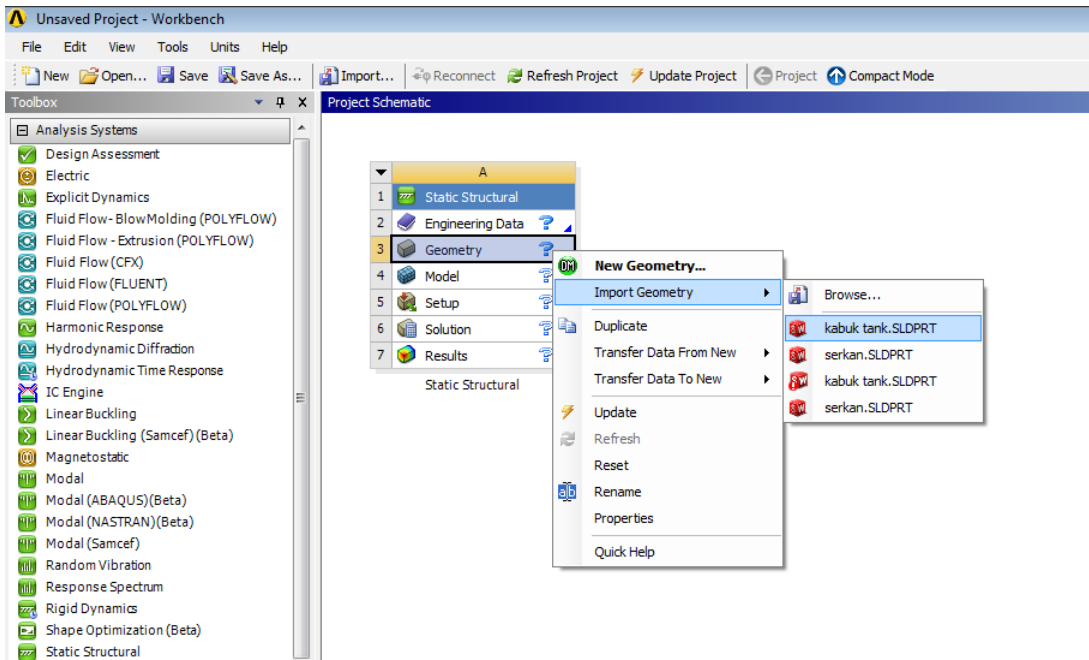 Unsaved Project - Workbench
File Edit View Tools Units Help
New Open... Save Save As... Import... Reconnect Refresh Project Update Project Project Compact Mode
Toolbox
Analysis Systems
Design Assessment
Electric
Explicit Dynamics
Fluid Flow- BlowMolding (POLYFLOW)
Fluid Flow - Extrusion (POLYFLOW)
Fluid Flow (CFX)
Fluid Flow (FLUENT)
Fluid Flow (POLYFLOW)
Harmonic Response
Hydrodynamic Diffraction
Hydrodynamic Time Response
IC Engine
Linear Buckling
Linear Buckling (Samcef) (Beta)
Magnetostatic
Modal
Modal (ABAQUS)(Beta)
Modal (NASTRAN)(Beta)
Modal (Samcef)
Random Vibration
Response Spectrum
Rigid Dynamics
Shape Optimization (Beta)
Static Structural
Project Schematic
A
1 Static Structural
2 Engineering Data ?
3 Geometry ?
4 Model ?
5 Setup ?
6 Solution ?
7 Results ?
Static Structural
DM New Geometry...
Import Geometry
Duplicate
Transfer Data From New
Transfer Data To New
Update
Refresh
Reset
ab Rename
Properties
Quick Help
Browse...
SW kabuk tank.SLDPRT
SW serkan.SLDPRT
SW kabuk tank.SLDPRT
SW serkan.SLDPRT